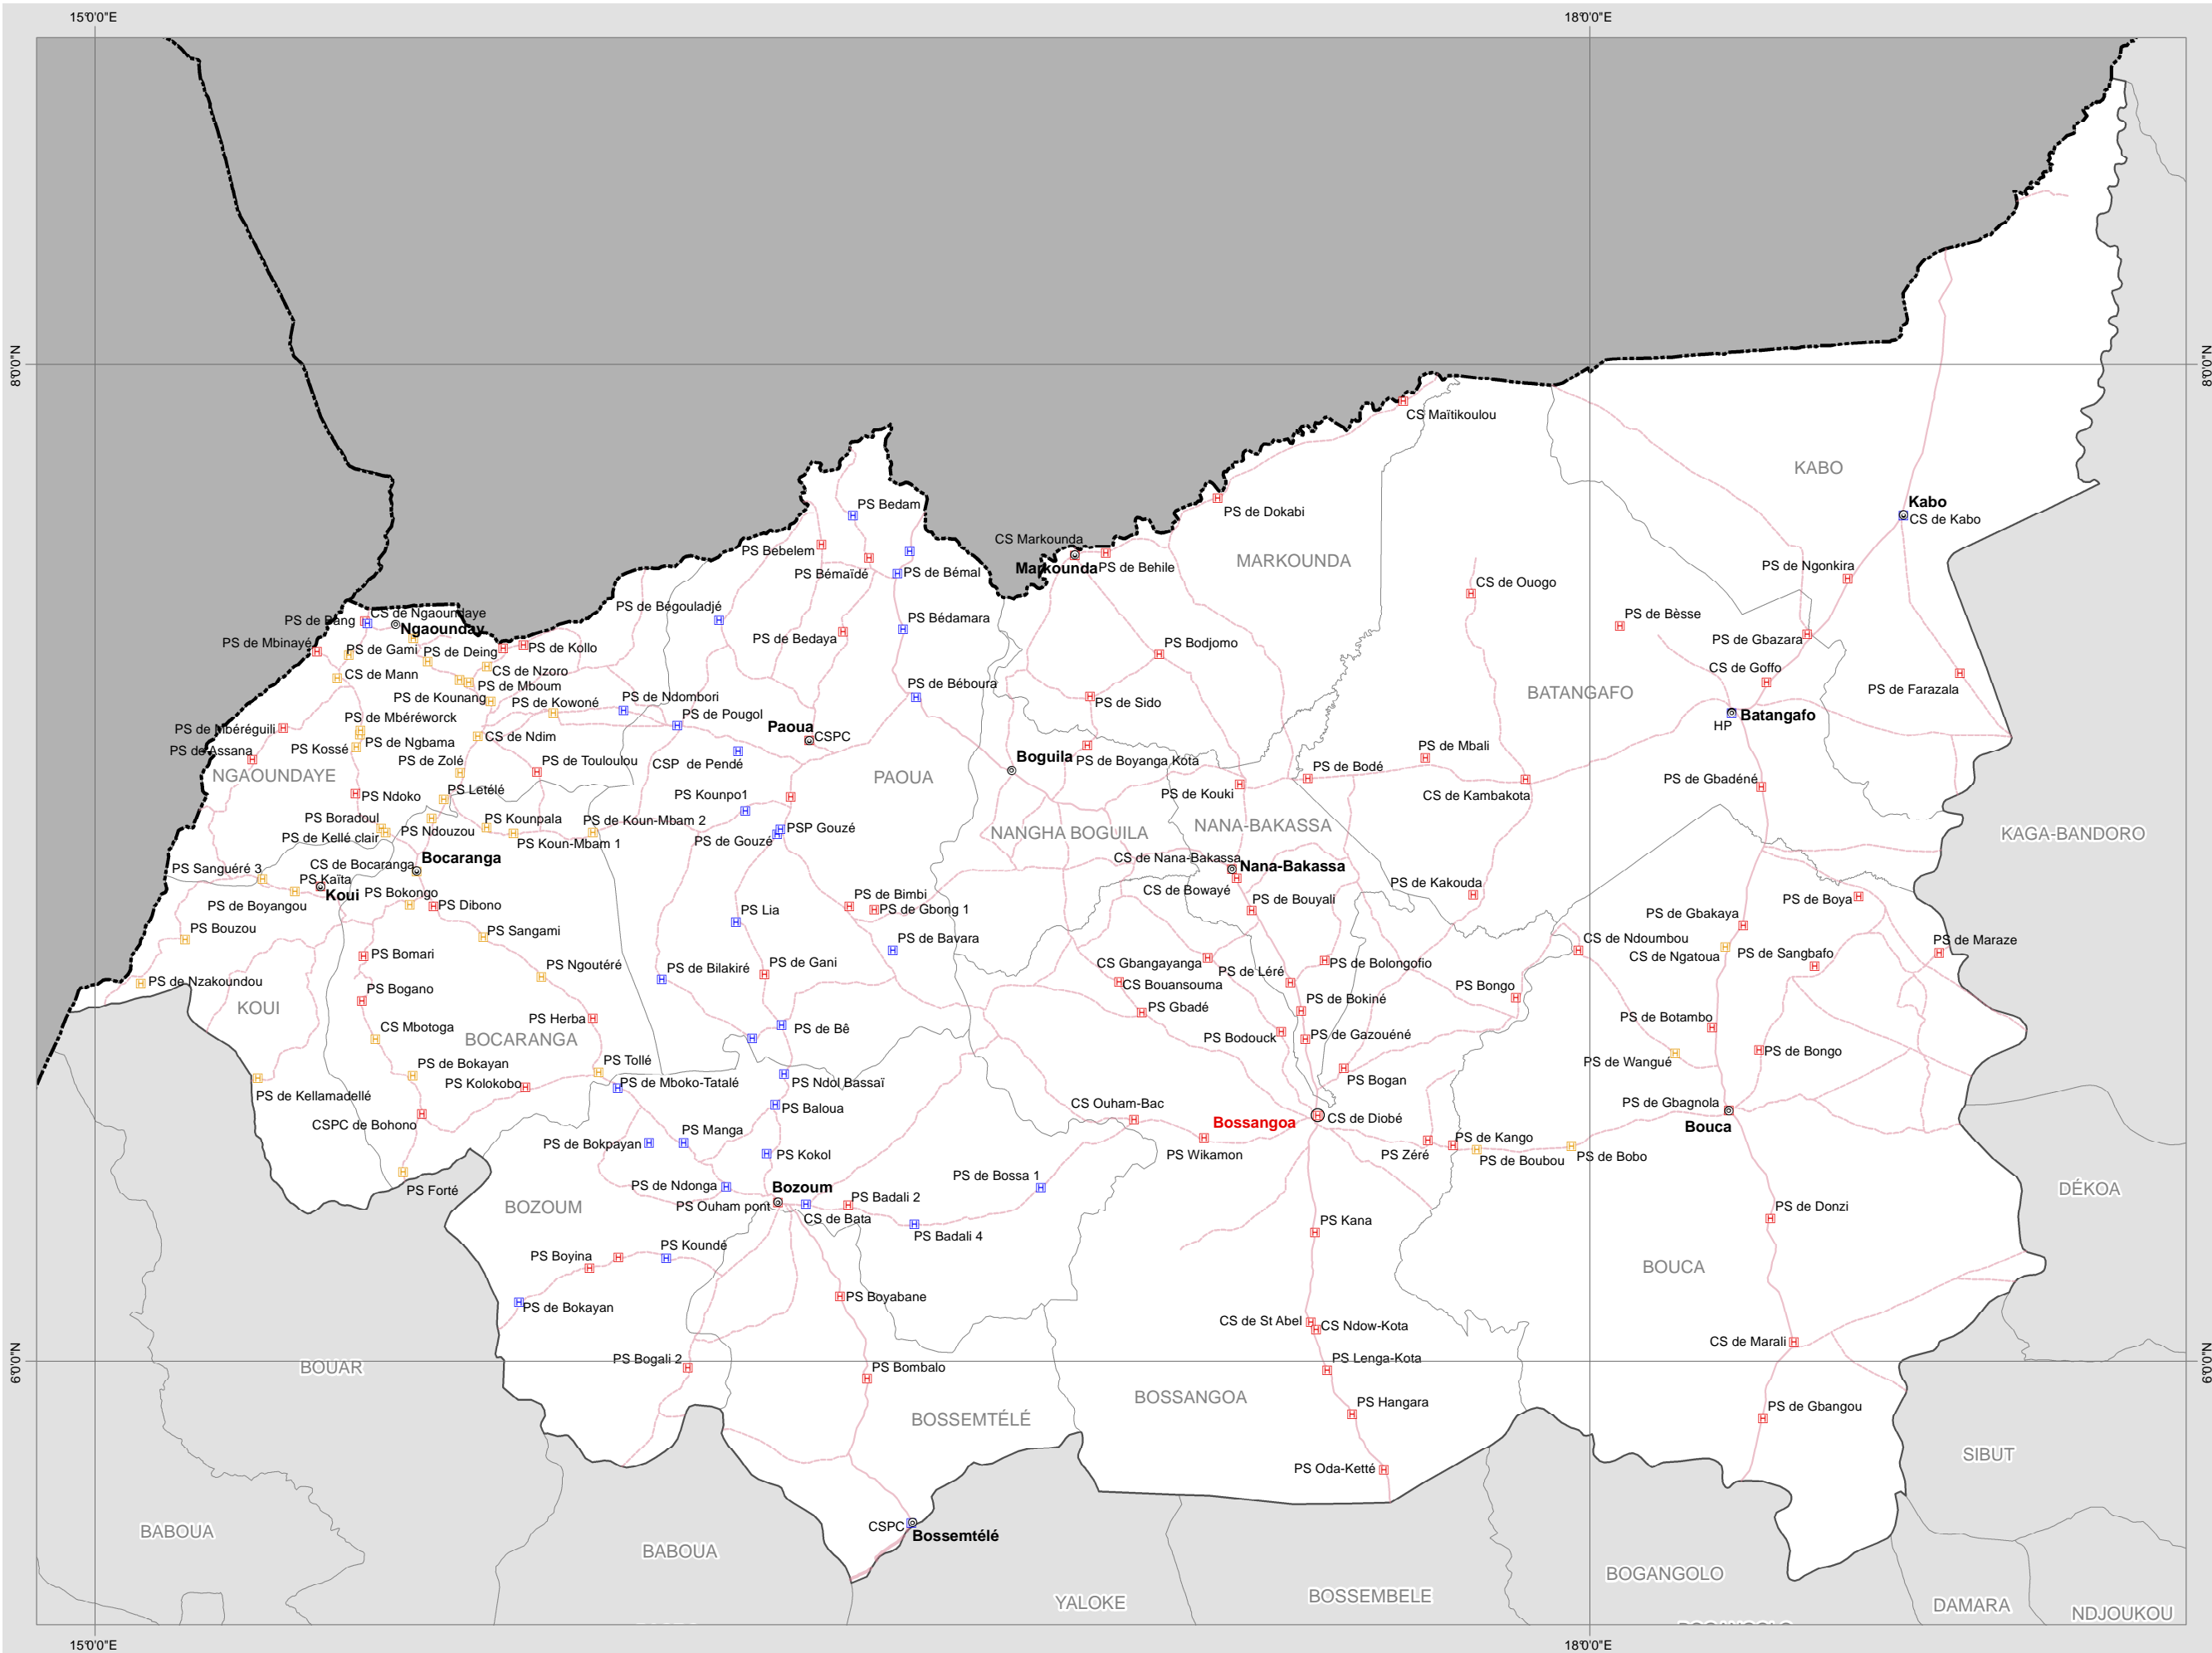 15°0'0"E
18°0'0"E
8°0'0"N
8°0'0"N
CS Maïtikoulou
KABO
Kabo
CS de Kabo
PS Bedam
PS de Dokabi
CS Markounda
PS Bebelem
MARKOUNDA
Markounda
PS de Behile
PS Bémaïdé
PS de Bémal
PS de Ngonkira
CS de Ouogo
PS de Bégouladjé
PS de Bang
CS de Ngaoundaye
Ngaounday
PS Bédamara
PS de Bèsse
PS de Bedaya
PS de Gbazara
PS de Mbinayé
PS de Gami
PS de Deing
PS de Kollo
PS Bodjomo
CS de Mann
CS de Nzoro
CS de Goffo
PS de Mboum
PS de Farazala
PS de Kounang
PS de Kowoné
PS de Ndombori
PS de Béboura
PS de Sido
BATANGAFO
PS de Mbéréworck
PS de Pougol
Batangafo
HP
PS de Mbéréguili
Paoua
CSPC
PS Kossé
PS de Ngbama
CS de Ndim
PS de Assana
PS de Mbali
Boguila
PS de Boyanga Kota
NGAOUNDAYE
PS de Zolé
PS de Touloulou
CSP  de Pendé
PAOUA
PS de Bodé
PS de Gbadéné
PS de Kouki
CS de Kambakota
PS Ndoko
PS Letélé
PS Kounpo1
PS Boradoul
PS Kounpala
PS de Koun-Mbam 2
PSP Gouzé
NANGHA BOGUILA
NANA-BAKASSA
KAGA-BANDORO
PS Ndouzou
PS de Kellé clair
PS Koun-Mbam 1
PS de Gouzé
CS de Bocaranga
Bocaranga
CS de Nana-Bakassa
Nana-Bakassa
PS Sanguéré 3
PS Kaïta
Koui
PS Bokongo
CS de Bowayé
PS de Bimbi
PS de Kakouda
PS de Boya
PS de Boyangou
PS Dibono
PS de Gbong 1
PS de Bouyali
PS Lia
PS de Gbakaya
PS Bouzou
PS Sangami
PS de Bavara
CS de Ndoumbou
PS de Maraze
PS Bomari
CS de Ngatoua
PS de Sangbafo
CS Gbangayanga
PS de Léré
PS de Bolongofio
PS Ngoutéré
PS de Bilakiré
PS de Gani
PS de Nzakoundou
CS Bouansouma
PS Bongo
PS Bogano
PS de Bokiné
KOUI
PS Gbadé
PS Herba
CS Mbotoga
PS de Bê
PS de Botambo
PS Bodouck
PS de Gazouéné
BOCARANGA
PS de Bongo
PS Tollé
PS de Wangué
PS de Bokayan
PS Bogan
PS Kolokobo
PS de Mboko-Tatalé
PS Ndol Bassaï
PS de Kellamadellé
PS de Gbagnola
PS Baloua
CS Ouham-Bac
CSPC de Bohono
Bossangoa
CS de Diobé
Bouca
PS Manga
PS de Bokpayan
PS de Kango
PS Kokol
PS Wikamon
PS Zéré
PS de Boubou
PS de Bobo
PS de Bossa 1
PS Forté
PS de Ndonga
Bozoum
DÉKOA
PS Badali 2
BOZOUM
PS Ouham pont
PS de Donzi
CS de Bata
PS Kana
PS Badali 4
PS Koundé
PS Boyina
BOUCA
PS Boyabane
PS de Bokayan
CS de St Abel
CS Ndow-Kota
CS de Marali
PS Bogali 2
PS Lenga-Kota
6°0'0"N
BOUAR
PS Bombalo
6°0'0"N
BOSSANGOA
PS Hangara
PS de Gbangou
BOSSEMTÉLÉ
SIBUT
PS Oda-Ketté
CSPC
Bossemtélé
BABOUA
BABOUA
BOGANGOLO
YALOKE
BOSSEMBELE
DAMARA
NDJOUKOU
15°0'0"E
18°0'0"E